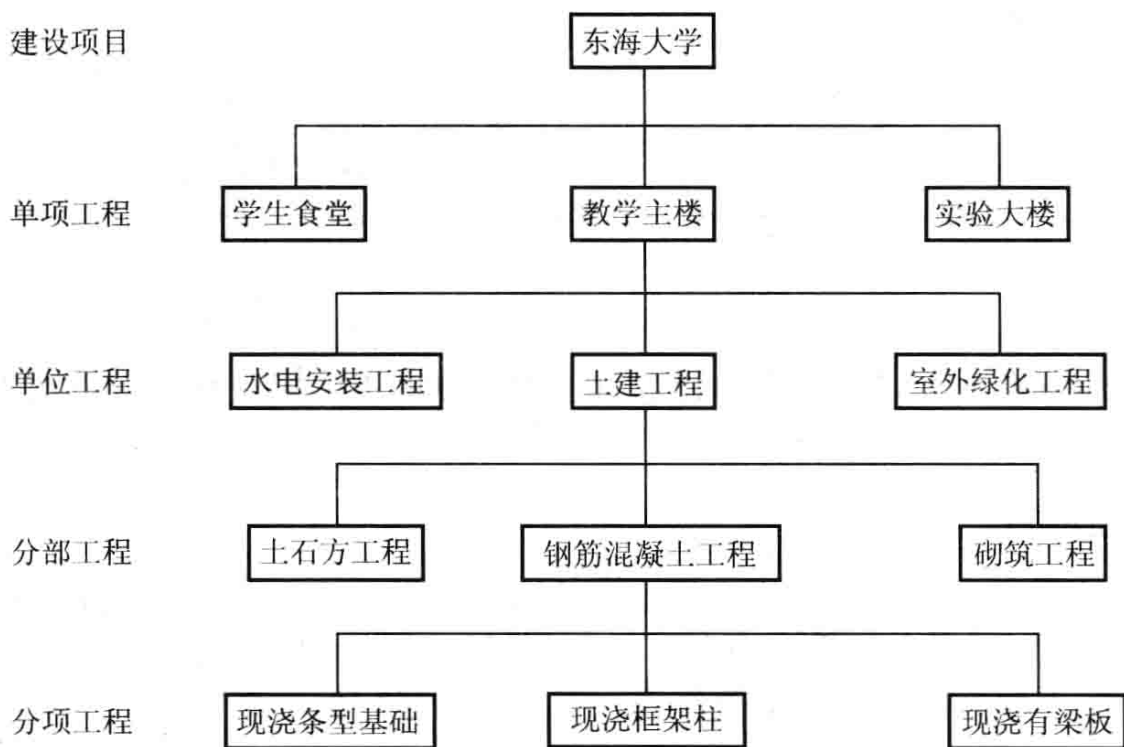 建设项目
东海大学
单项工程
学生食堂
教学主楼
实验大楼
单位工程
水电安装工程
土建工程
室外绿化工程
分部工程
土石方工程
钢筋混凝土工程
砌筑工程
分项工程
现浇条型基础
现浇框架柱
现浇有梁板